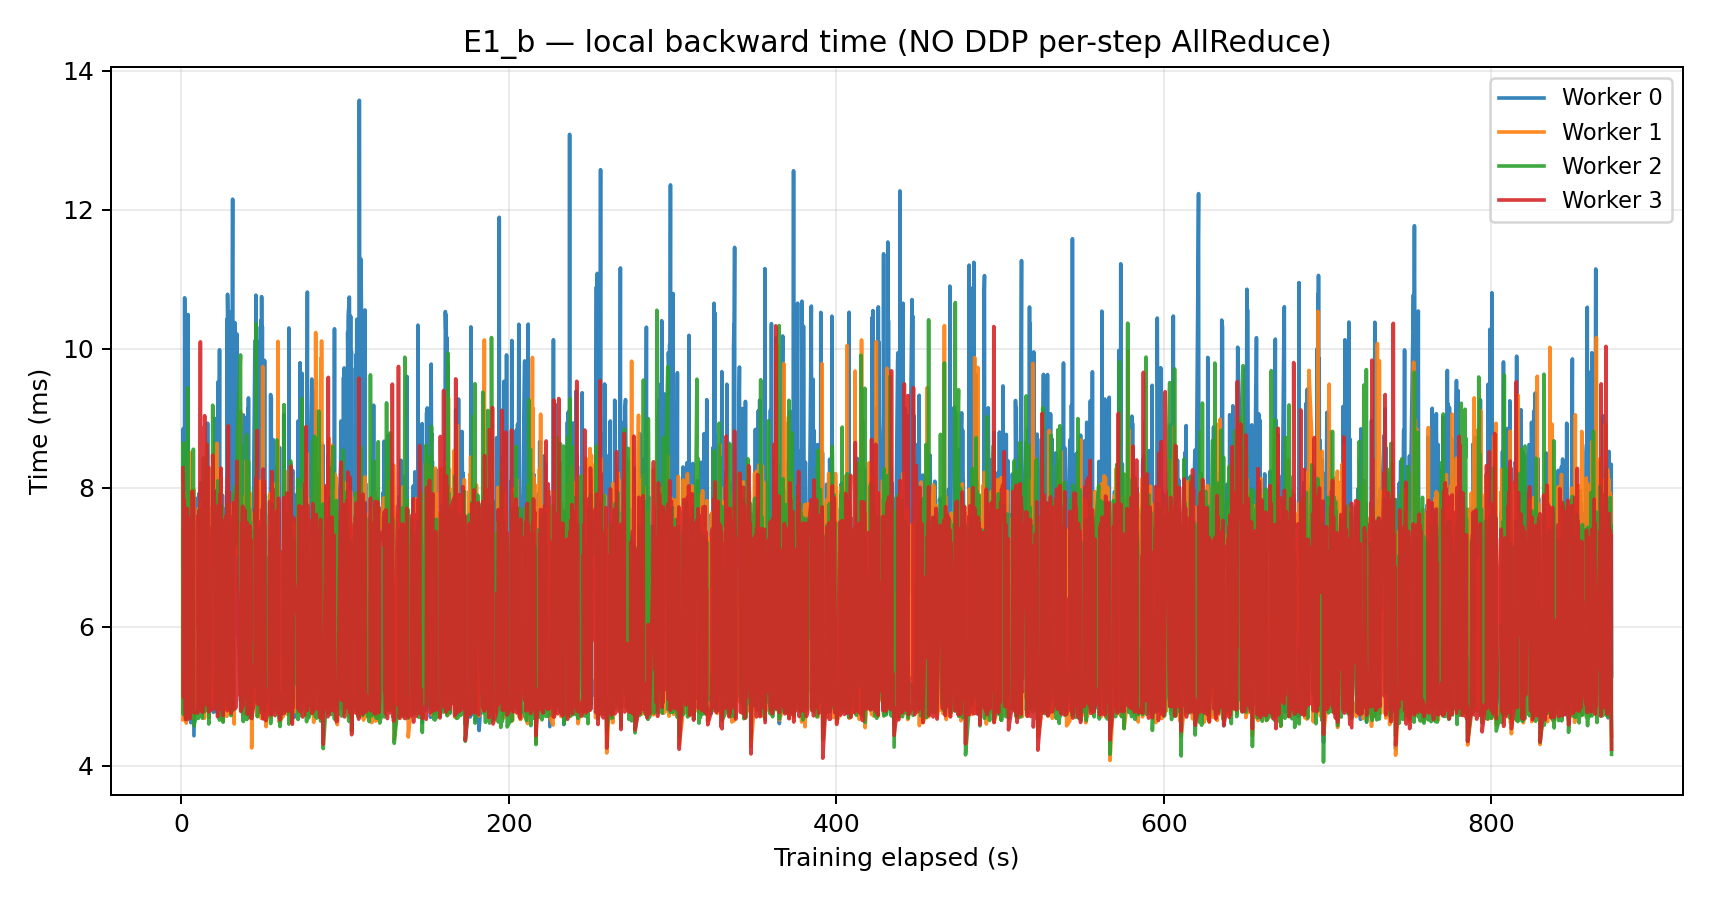 E1_b — local backward time (NO DDP per-step AllReduce)
14
12
10
8
6
4
Time (ms)
Worker 0
Worker 1
Worker 2
Worker 3
0
200
400
600
800
Training elapsed (s)